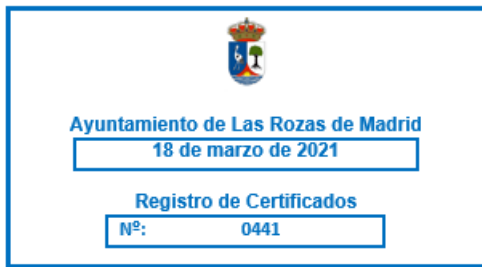 Ayuntamiento de Las Rozas de Madrid
18 de marzo de 2021
Registro de Certificados
Nº: 0441